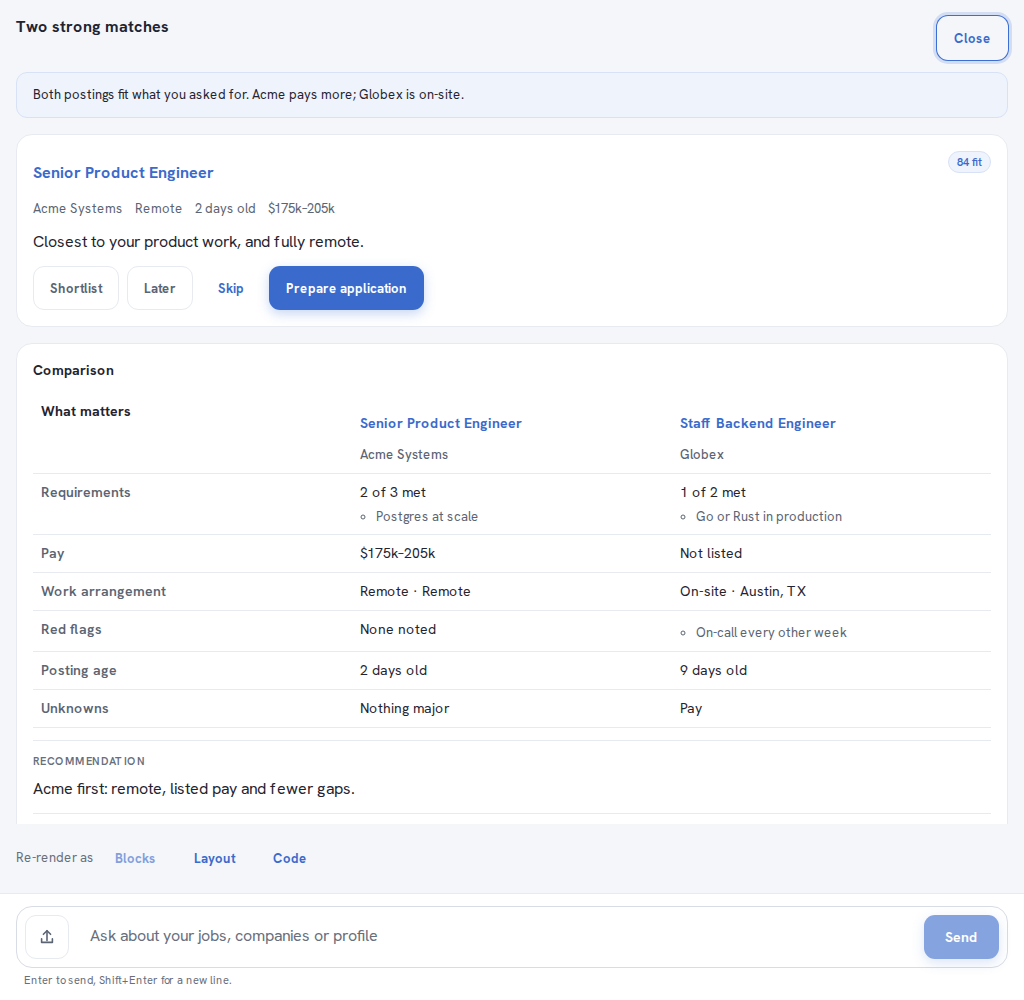 Two strong matches
Close
Both postings fit what you asked for. Acme pays more; Globex is on-site.
Senior Product Engineer
84 fit
Acme Systems Remote 2 days old $175k–205k
Closest to your product work, and fully remote.
Shortlist Later Skip Prepare application
Comparison
What matters
Senior Product Engineer Staff Backend Engineer
Acme Systems Globex
Requirements 2 of 3 met 1 of 2 met
Postgres at scale Go or Rust in production
Pay $175k–205k Not listed
Work arrangement Remote · Remote On-site · Austin, TX
Red flags None noted On-call every other week
Posting age 2 days old 9 days old
Unknowns Nothing major Pay
RECOMMENDATION
Acme first: remote, listed pay and fewer gaps.
Re-render as Blocks Layout Code
Ask about your jobs, companies or profile
Send
Enter to send, Shift+Enter for a new line.